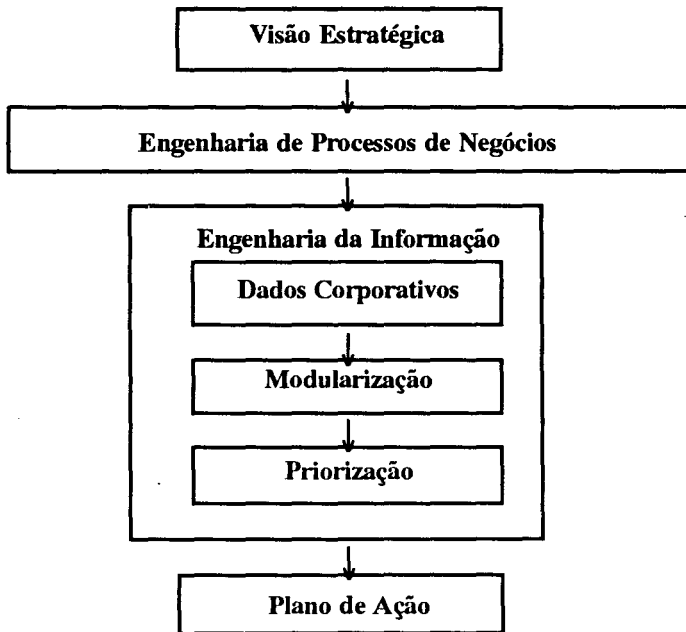 Visão Estratégica
Engenharia de Processos de Negócios
Engenharia da Informação
Dados Corporativos
Modularização
Priorização
Plano de Ação